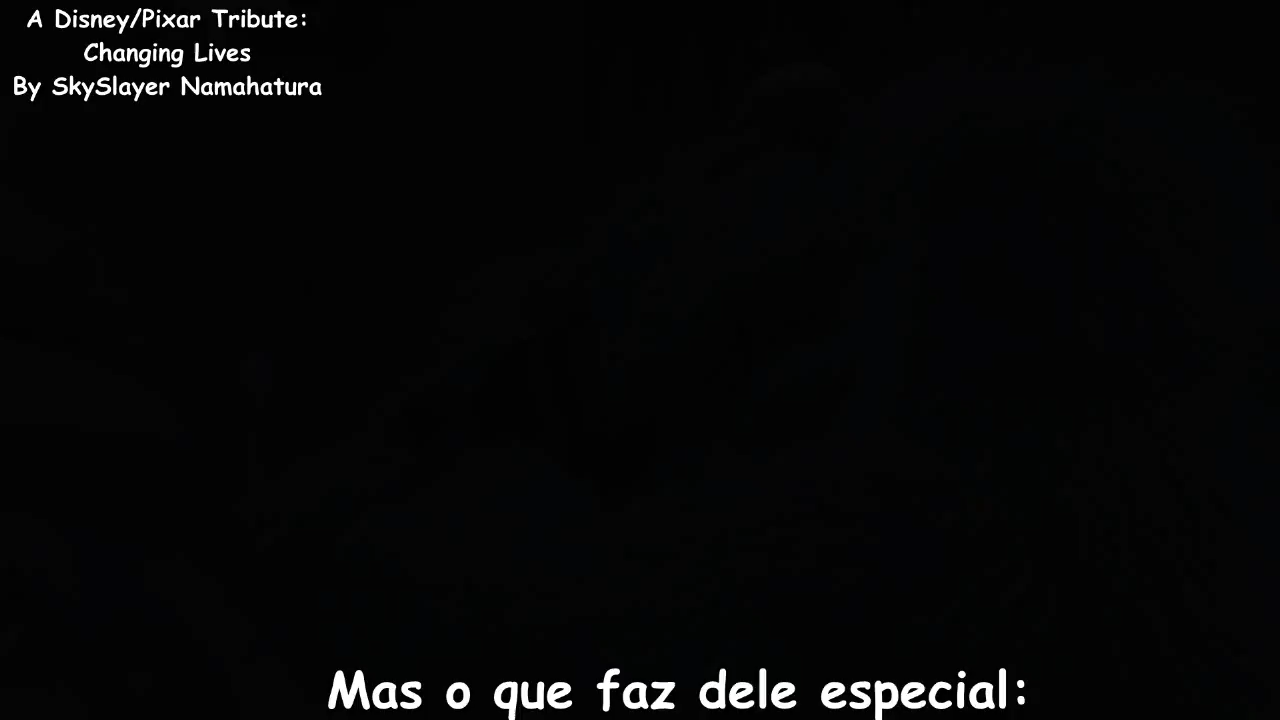 A Disney/Pixar Tribute:
Changing Lives
By SkySlayer Namahatura
Mas o que faz dele especial: